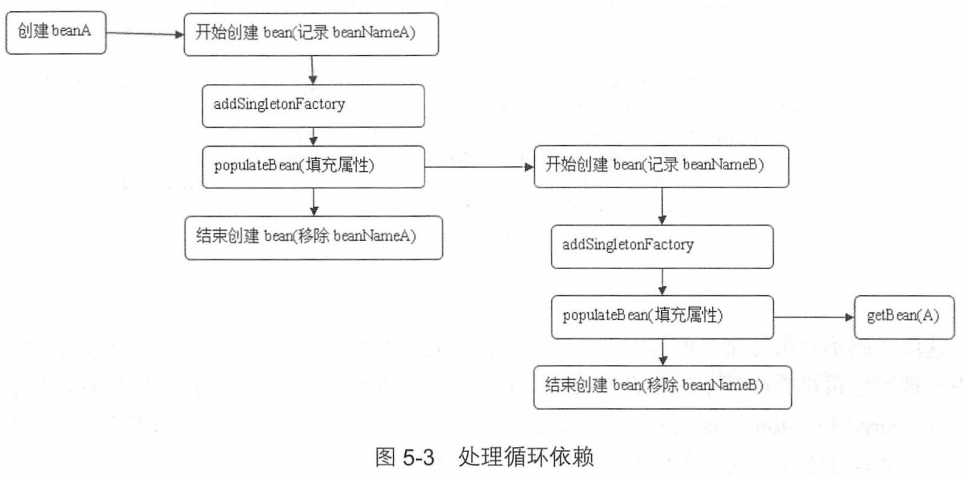 创建 beanA
开始创建 bean(记录 beanNameA)
addSingletonFactory
populateBean(填充属性)
结束创建 bean(移除 beanNameA)
开始创建 bean(记录 beanNameB)
addSingletonFactory
populateBean(填充属性)
getBean(A)
结束创建 bean(移除 beanNameB)
图 5-3 处理循环依赖